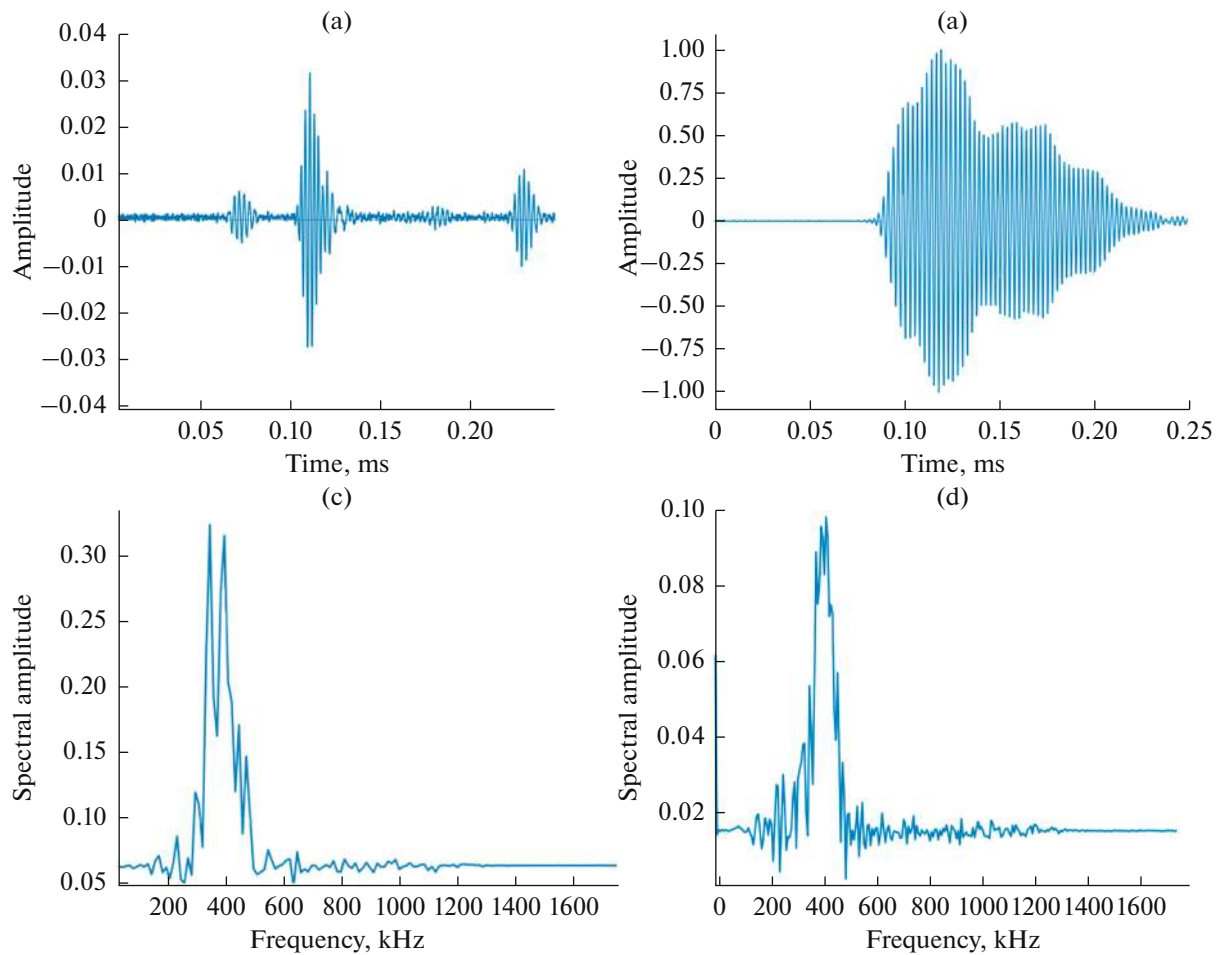 (a)
0.04
0.03
0.02
0.01
0
−0.01
−0.02
−0.03
−0.04
Amplitude
0.05 0.10 0.15 0.20
Time, ms
(a)
1.00
0.75
0.50
0.25
0
−0.25
−0.50
−0.75
−1.00
Amplitude
0 0.05 0.10 0.15 0.20 0.25
Time, ms
(c)
0.30
0.25
0.20
0.15
0.10
0.05
Spectral amplitude
200 400 600 800 1000 1200 1400 1600
Frequency, kHz
(d)
0.10
0.08
0.06
0.04
0.02
Spectral amplitude
0 200 400 600 800 1000 1200 1400 1600
Frequency, kHz